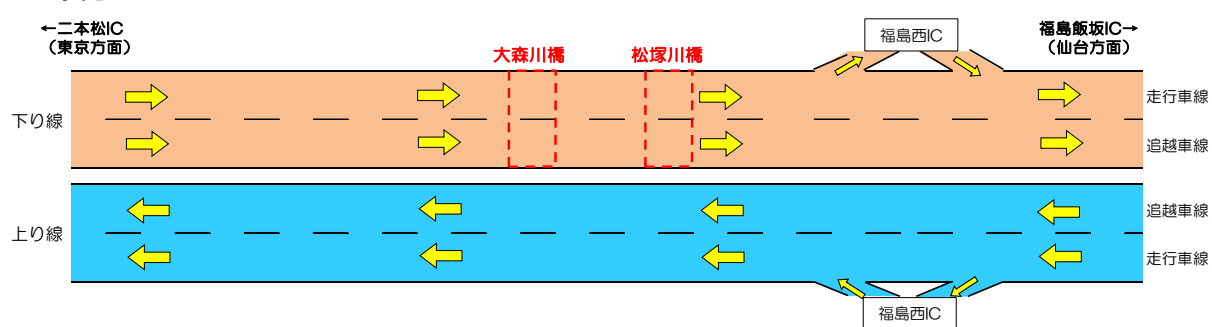 ←二本松IC
（東京方面）
福島西IC
福島飯坂IC→
（仙台方面）
大森川橋
松塚川橋
走行車線
下り線
追越車線
追越車線
上り線
走行車線
福島西IC